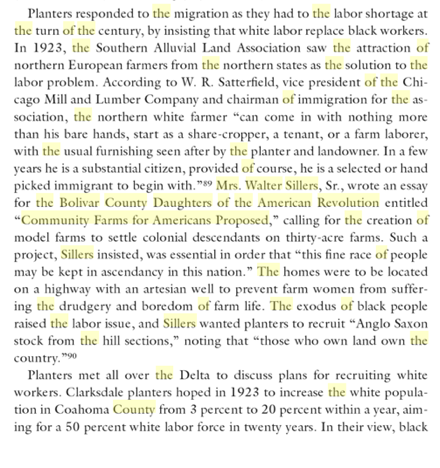 Planters responded to the migration as they had to the labor shortage at
the turn of the century, by insisting that white labor replace black workers.
In 1923, the Southern Alluvial Land Association saw the attraction of
northern European farmers from the northern states as the solution to the
labor problem. According to W. R. Satterfield, vice president of the Chi-
cago Mill and Lumber Company and chairman of immigration for the as-
sociation, the northern white farmer “can come in with nothing more
than his bare hands, start as a share-cropper, a tenant, or a farm laborer,
with the usual furnishing seen after by the planter and landowner. In a few
years he is a substantial citizen, provided of course, he is a selected or hand
picked immigrant to begin with.”89 Mrs. Walter Sillers, Sr., wrote an essay
for the Bolivar County Daughters of the American Revolution entitled
“Community Farms for Americans Proposed,” calling for the creation of
model farms to settle colonial descendants on thirty-acre farms. Such a
project, Sillers insisted, was essential in order that “this fine race of people
may be kept in ascendancy in this nation.” The homes were to be located
on a highway with an artesian well to prevent farm women from suffer-
ing the drudgery and boredom of farm life. The exodus of black people
raised the labor issue, and Sillers wanted planters to recruit “Anglo Saxon
stock from the hill sections,” noting that “those who own land own the
country.”90
Planters met all over the Delta to discuss plans for recruiting white
workers. Clarksdale planters hoped in 1923 to increase the white popula-
tion in Coahoma County from 3 percent to 20 percent within a year, aim-
ing for a 50 percent white labor force in twenty years. In their view, black